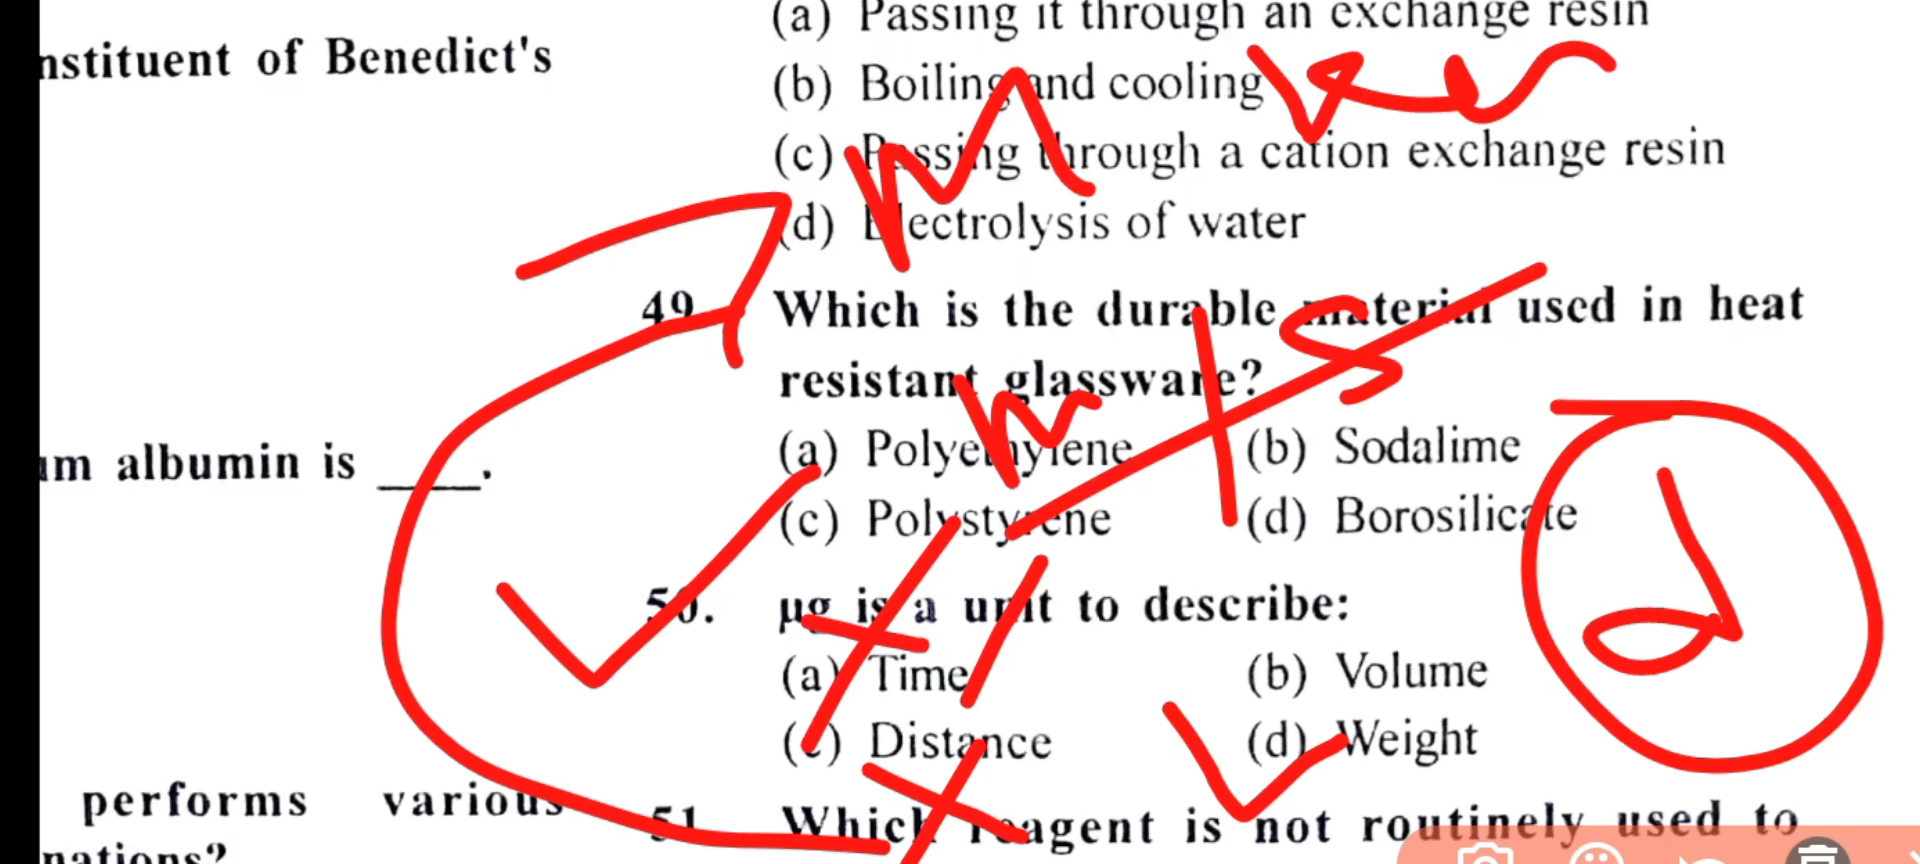 nstituent of Benedict's
um albumin is ____.
performs various
nations?
(a) Passing it through an exchange resin
(b) Boiling and cooling
(c) Passing through a cation exchange resin
(d) Electrolysis of water
49. Which is the durable material used in heat
resistant glassware?
(a) Polyethylene (b) Sodalime
(c) Polystyrene (d) Borosilicate
50. µg is a unit to describe:
(a) Time (b) Volume
(c) Distance (d) Weight
51. Which reagent is not routinely used to